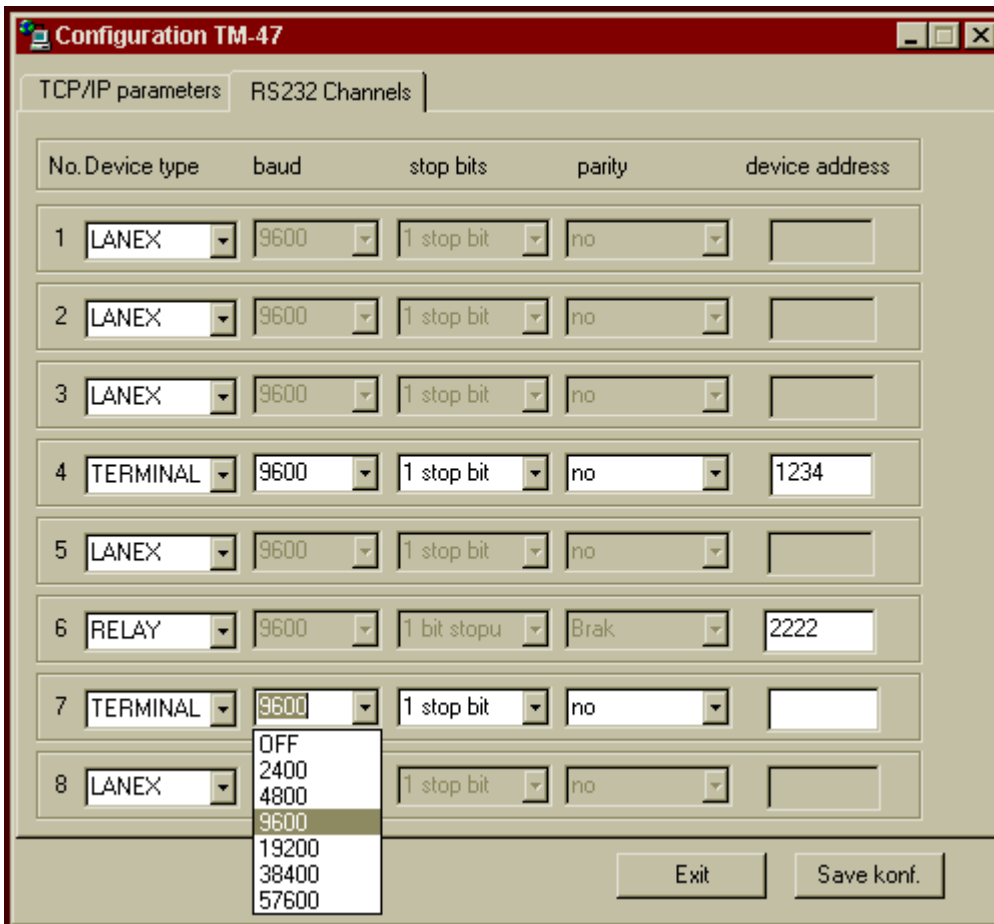 Configuration TM-47
TCP/IP parameters RS232 Channels
No. Device type baud stop bits parity device address
1 LANEX 9600 1 stop bit no
2 LANEX 9600 1 stop bit no
3 LANEX 9600 1 stop bit no
4 TERMINAL 9600 1 stop bit no 1234
5 LANEX 9600 1 stop bit no
6 RELAY 9600 1 bit stopu Brak 2222
7 TERMINAL 9600 1 stop bit no
OFF
2400
8 LANEX 4800 1 stop bit no
9600
19200
38400 Exit Save konf.
57600